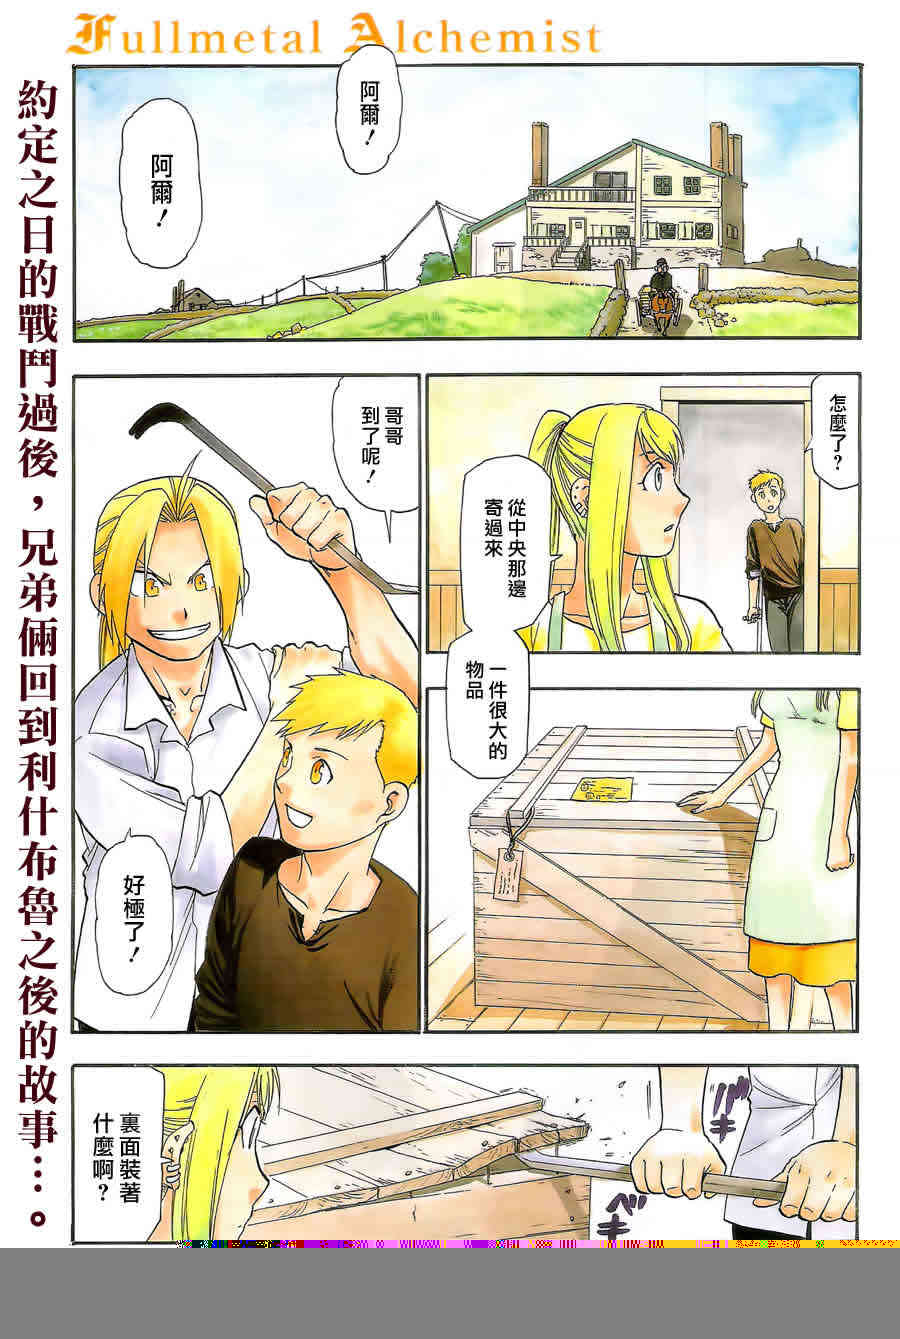 Fullmetal Alchemist
約定之日的戰鬥過後，兄弟倆回到利什布魯之後的故事…。
阿爾！
阿爾！
怎麼了？
從中央那邊
寄過來
一件很大的
物品
哥哥
到了呢！
好極了！
裏面裝著
什麼啊？
ベキ